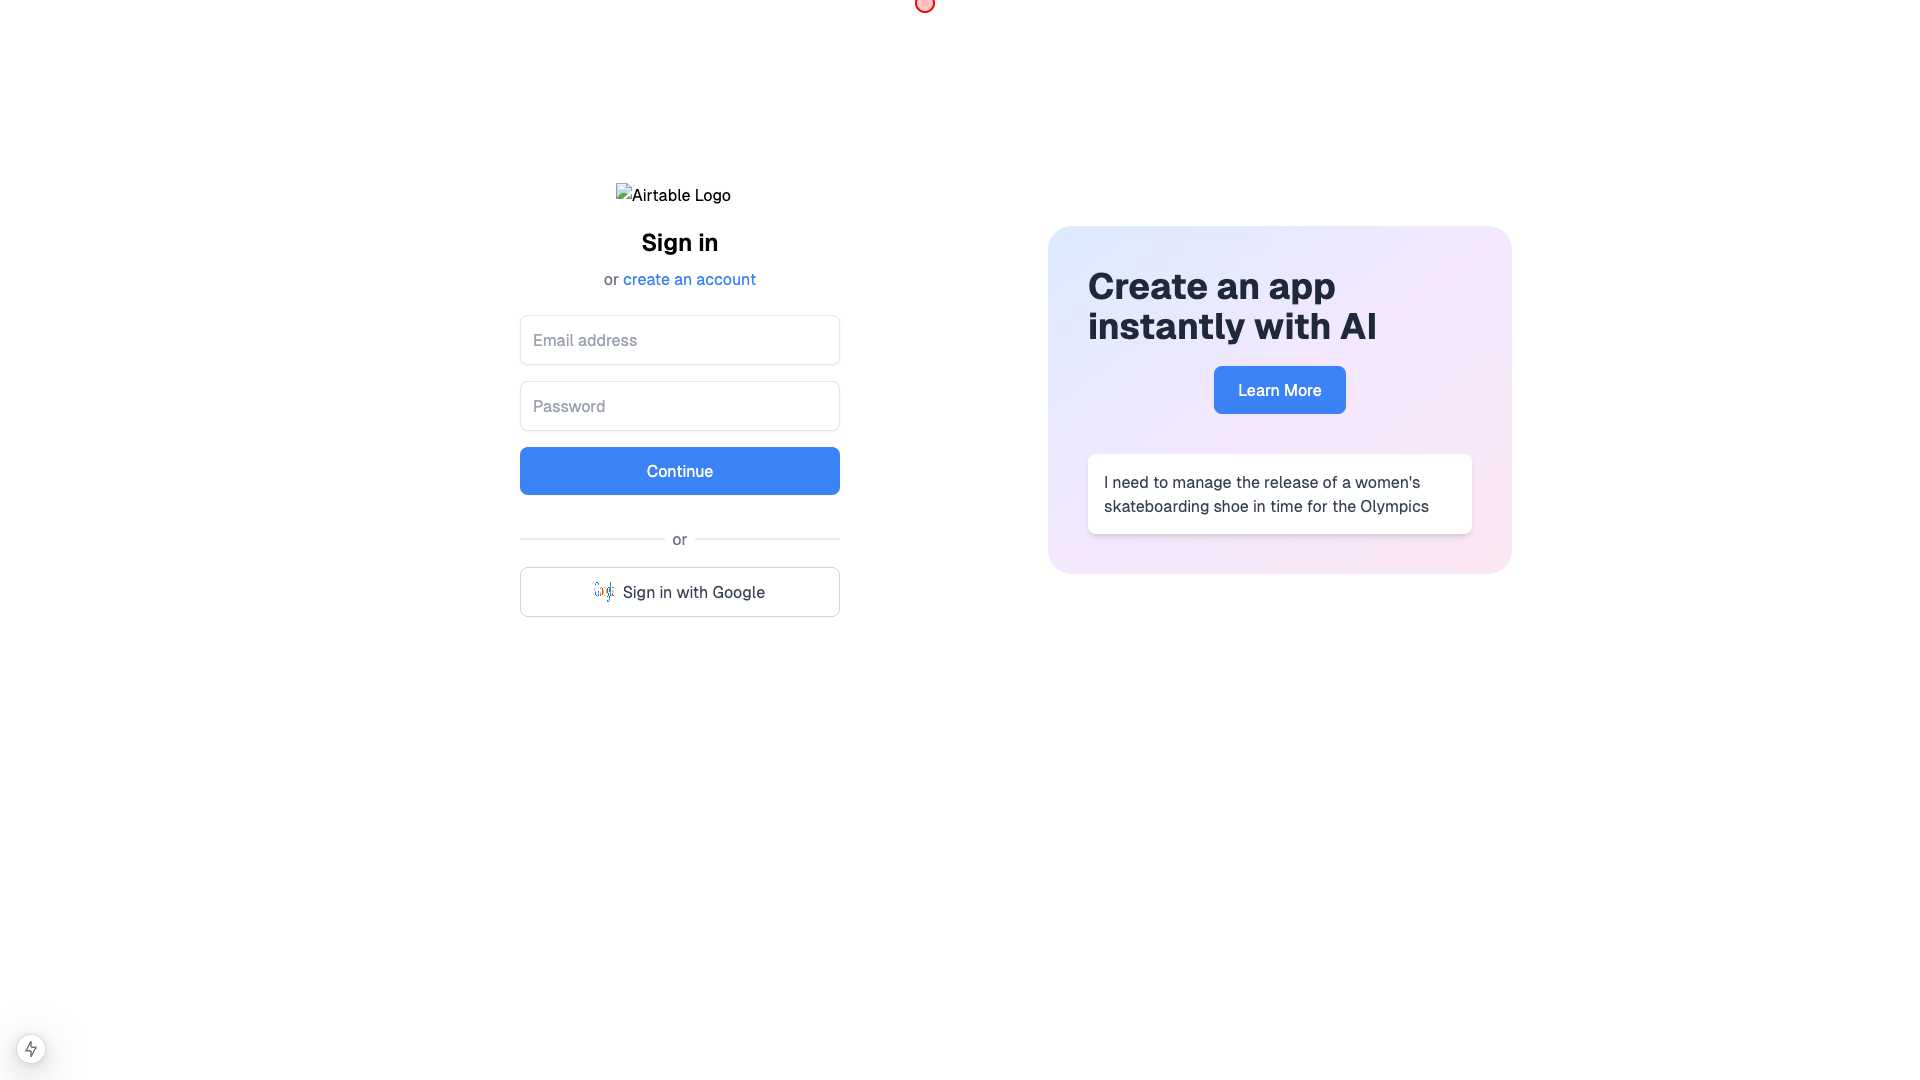 Airtable Logo
Sign in
or create an account
Email address
Password
Continue
or
Google Sign in with Google
Create an app
instantly with AI
Learn More
I need to manage the release of a women's
skateboarding shoe in time for the Olympics